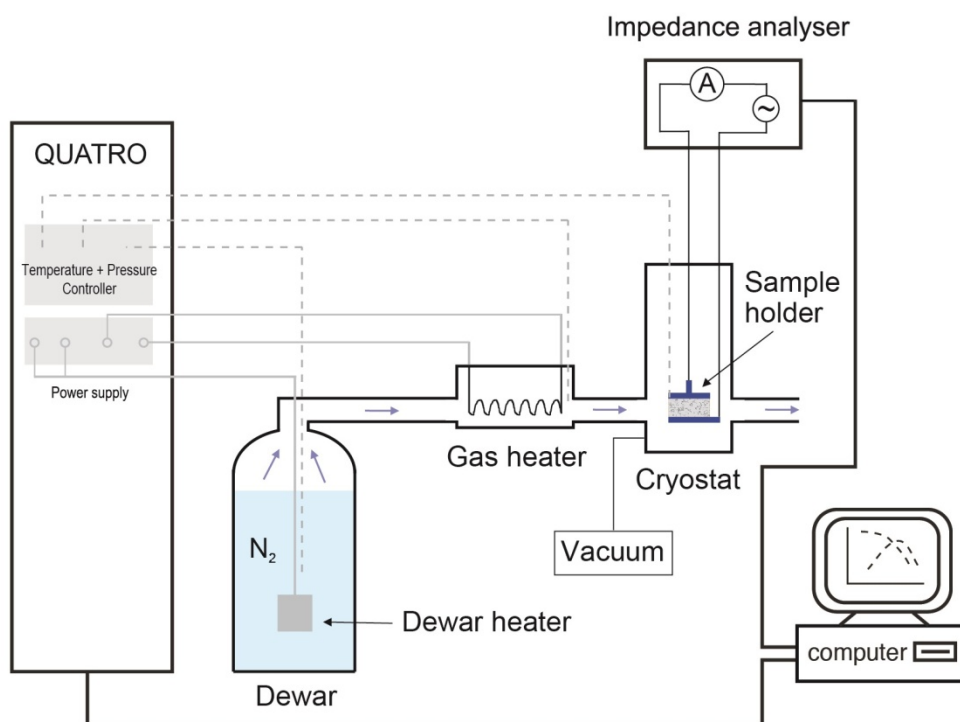 Impedance analyser
A
~
QUATRO
Temperature + Pressure
Controller
Power supply
Sample
holder
Gas heater
Cryostat
Vacuum
N₂
Dewar heater
Dewar
computer